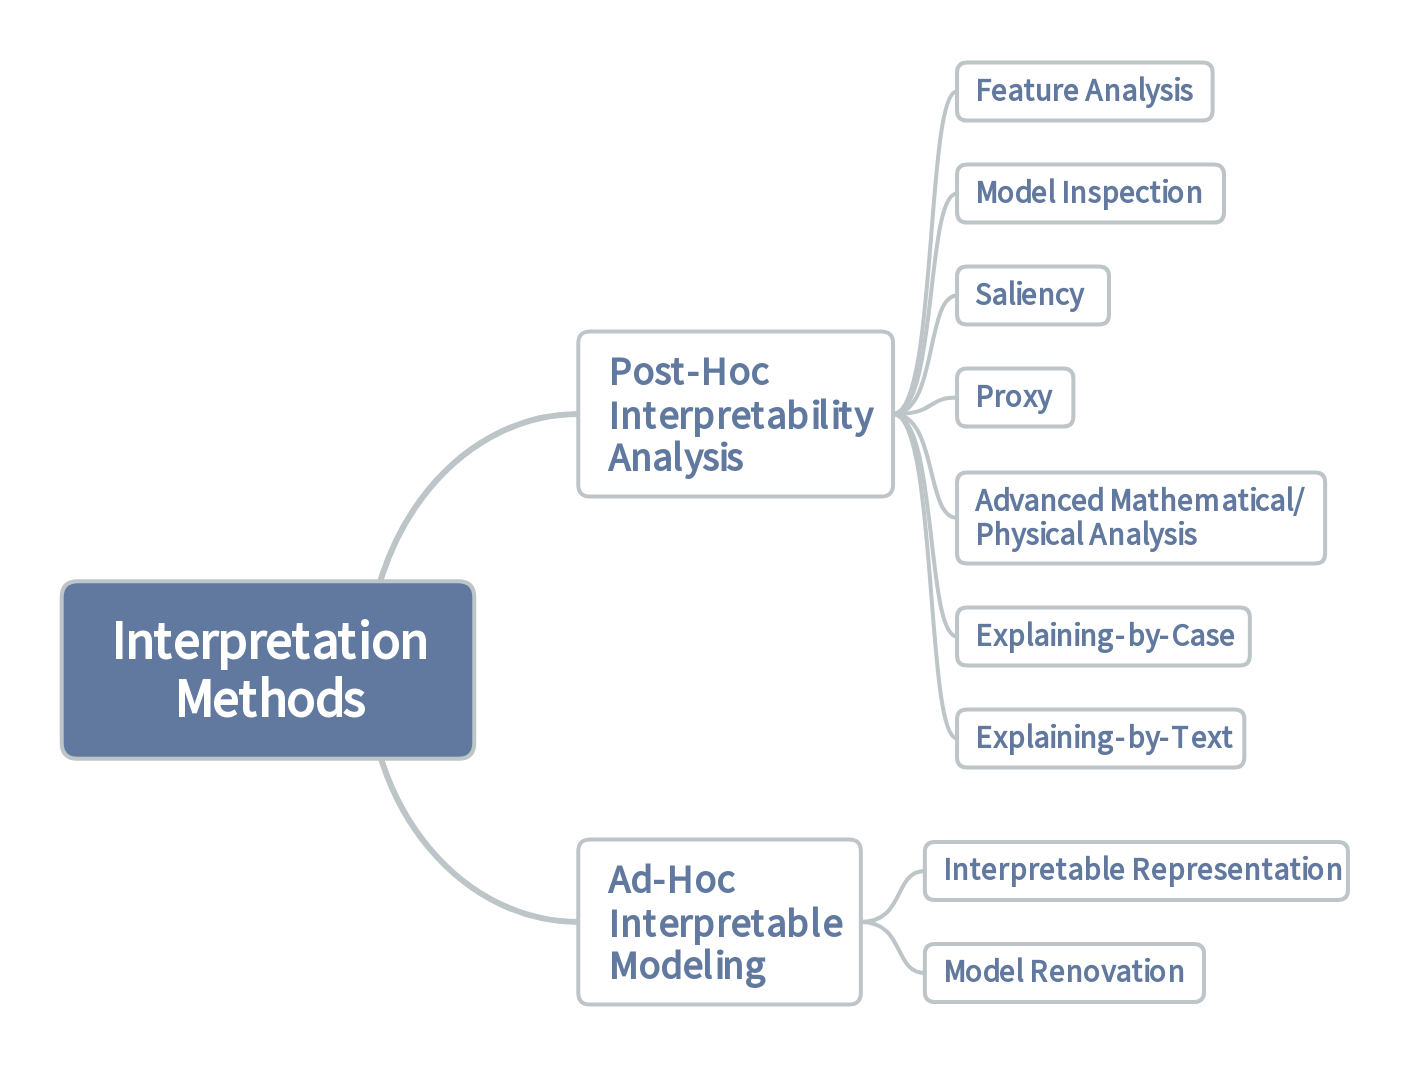 Interpretation
Methods
Post-Hoc
Interpretability
Analysis
Feature Analysis
Model Inspection
Saliency
Proxy
Advanced Mathematical/
Physical Analysis
Explaining-by-Case
Explaining-by-Text
Ad-Hoc
Interpretable
Modeling
Interpretable Representation
Model Renovation